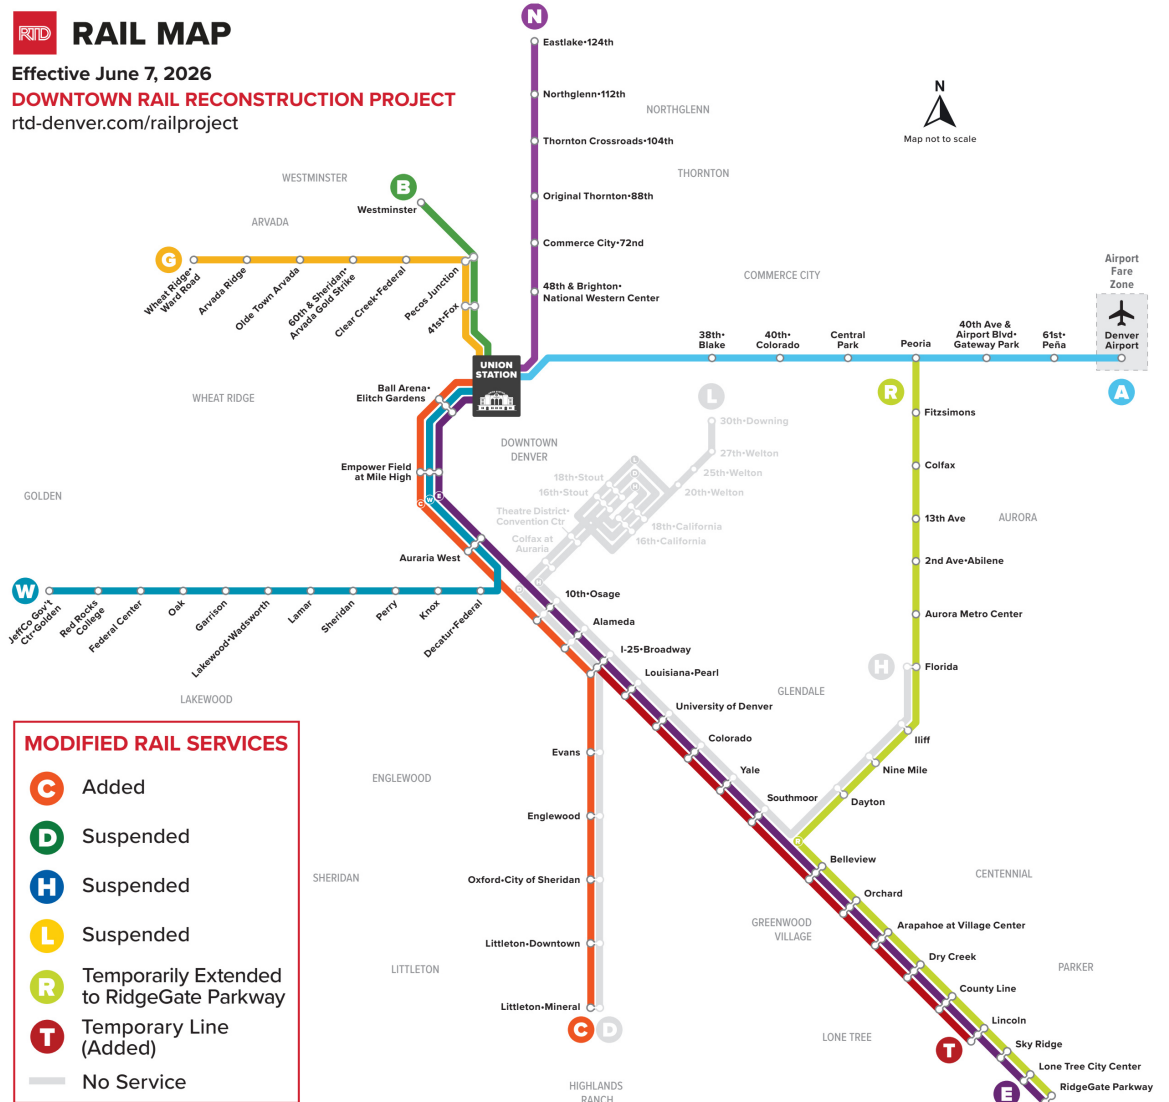 RTD RAIL MAP
Effective June 7, 2026
DOWNTOWN RAIL RECONSTRUCTION PROJECT
rtd-denver.com/railproject
N
Eastlake•124th
Northglenn•112th
NORTHGLENN
Thornton Crossroads•104th
THORNTON
Original Thornton•88th
Commerce City•72nd
48th & Brighton•
National Western Center
COMMERCE CITY
N
Map not to scale
WESTMINSTER
B
Westminster
ARVADA
G
Wheat Ridge•
Ward Road
Arvada Ridge
Olde Town Arvada
60th & Sheridan•
Arvada Gold Strike
Clear Creek•Federal
Pecos Junction
41st•Fox
Airport
Fare
Zone
Denver
Airport
A
38th•
Blake
40th•
Colorado
Central
Park
Peoria
40th Ave &
Airport Blvd•
Gateway Park
61st•
Peña
UNION
STATION
WHEAT RIDGE
Ball Arena•
Elitch Gardens
Empower Field
at Mile High
C
W
E
Auraria West
GOLDEN
DOWNTOWN
DENVER
L
30th•Downing
27th•Welton
25th•Welton
20th•Welton
18th•Stout
16th•Stout
Theatre District•
Convention Ctr
Colfax at
Auraria
18th•California
16th•California
L
D
H
D
H
R
Fitzsimons
Colfax
13th Ave
AURORA
2nd Ave•Abilene
Aurora Metro Center
H
Florida
Iliff
Nine Mile
Dayton
R
W
JeffCo Gov't
Ctr•Golden
Red Rocks
College
Federal Center
Oak
Garrison
Lakewood•Wadsworth
Lamar
Sheridan
Perry
Knox
Decatur•Federal
LAKEWOOD
10th•Osage
Alameda
I-25•Broadway
Louisiana•Pearl
GLENDALE
University of Denver
Colorado
Yale
Southmoor
Evans
ENGLEWOOD
Englewood
SHERIDAN
Oxford•City of Sheridan
Littleton•Downtown
LITTLETON
Littleton•Mineral
C
D
HIGHLANDS
RANCH
Belleview
CENTENNIAL
Orchard
GREENWOOD
VILLAGE
Arapahoe at Village Center
Dry Creek
PARKER
County Line
Lincoln
LONE TREE
T
Sky Ridge
Lone Tree City Center
RidgeGate Parkway
E
MODIFIED RAIL SERVICES
C Added
D Suspended
H Suspended
L Suspended
R Temporarily Extended
to RidgeGate Parkway
T Temporary Line
(Added)
No Service